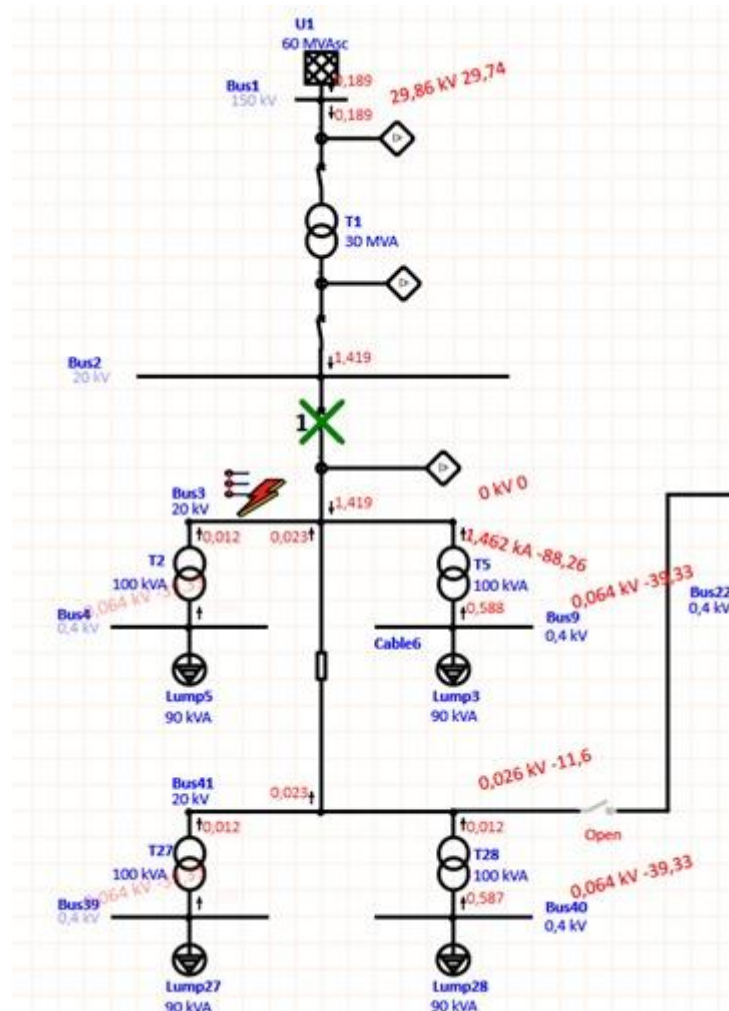 U1
60 MVAsc
0,189
29,86 kV 29,74
Bus1
150 kV
0,189
T1
30 MVA
Bus2
20 kV
1,419
1
0 kV 0
Bus3
20 kV
1,419
0,012
0,023
1,462 kA -88,26
T2
100 kVA
T5
100 kVA
0,064 kV -39,33
Bus22
0,4 kV
Bus4
0,4 kV
0,588
Bus9
0,4 kV
Cable6
Lump5
90 kVA
Lump3
90 kVA
0,026 kV -11,6
Bus41
20 kV
0,023
0,012
0,012
Open
T27
100 kVA
T28
100 kVA
0,064 kV -39,33
Bus39
0,4 kV
0,587
Bus40
0,4 kV
Lump27
90 kVA
Lump28
90 kVA